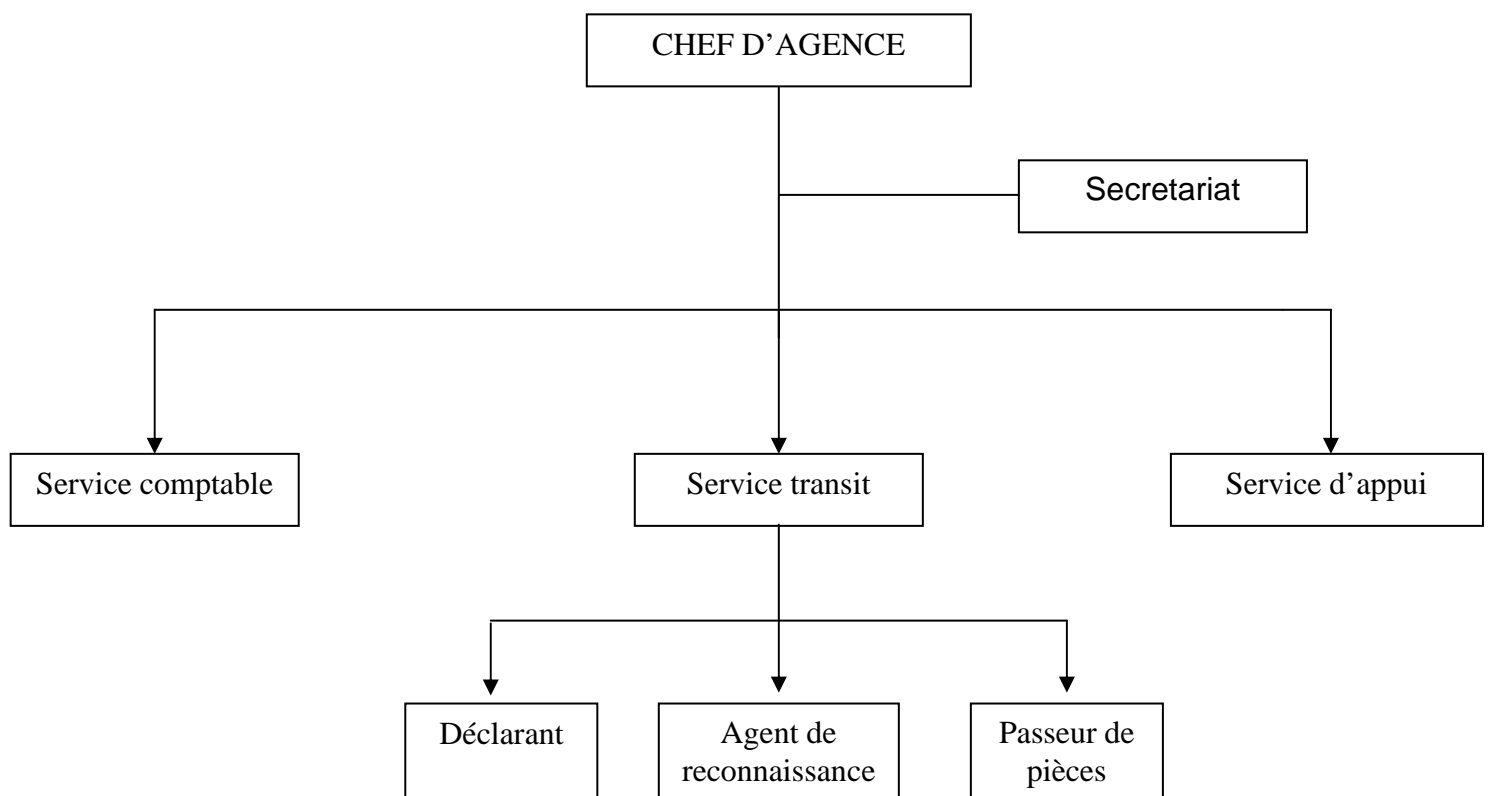 CHEF D’AGENCE
Secretariat
Service comptable
Service transit
Service d’appui
Déclarant
Agent de
reconnaissance
Passeur de
pièces